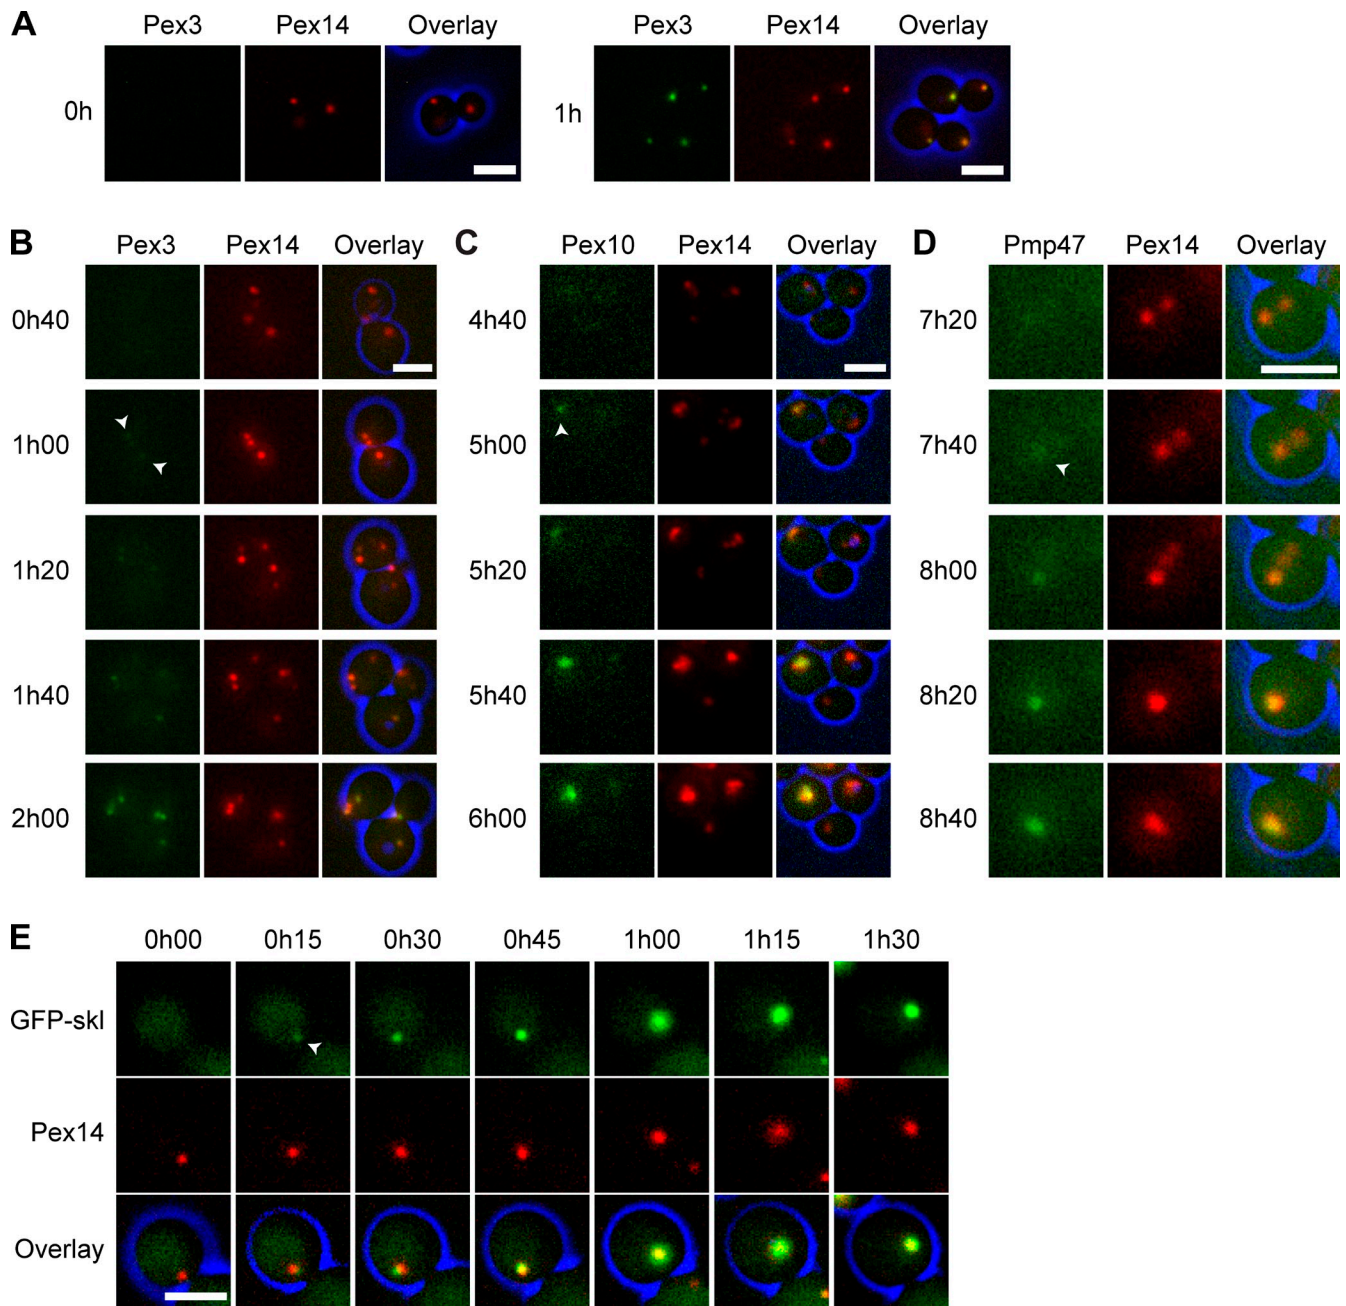 A
Pex3 Pex14 Overlay Pex3 Pex14 Overlay
0h 1h
B Pex3 Pex14 Overlay C Pex10 Pex14 Overlay D Pmp47 Pex14 Overlay
0h40 4h40 7h20
1h00 5h00 7h40
1h20 5h20 8h00
1h40 5h40 8h20
2h00 6h00 8h40
E 0h00 0h15 0h30 0h45 1h00 1h15 1h30
GFP-skl
Pex14
Overlay